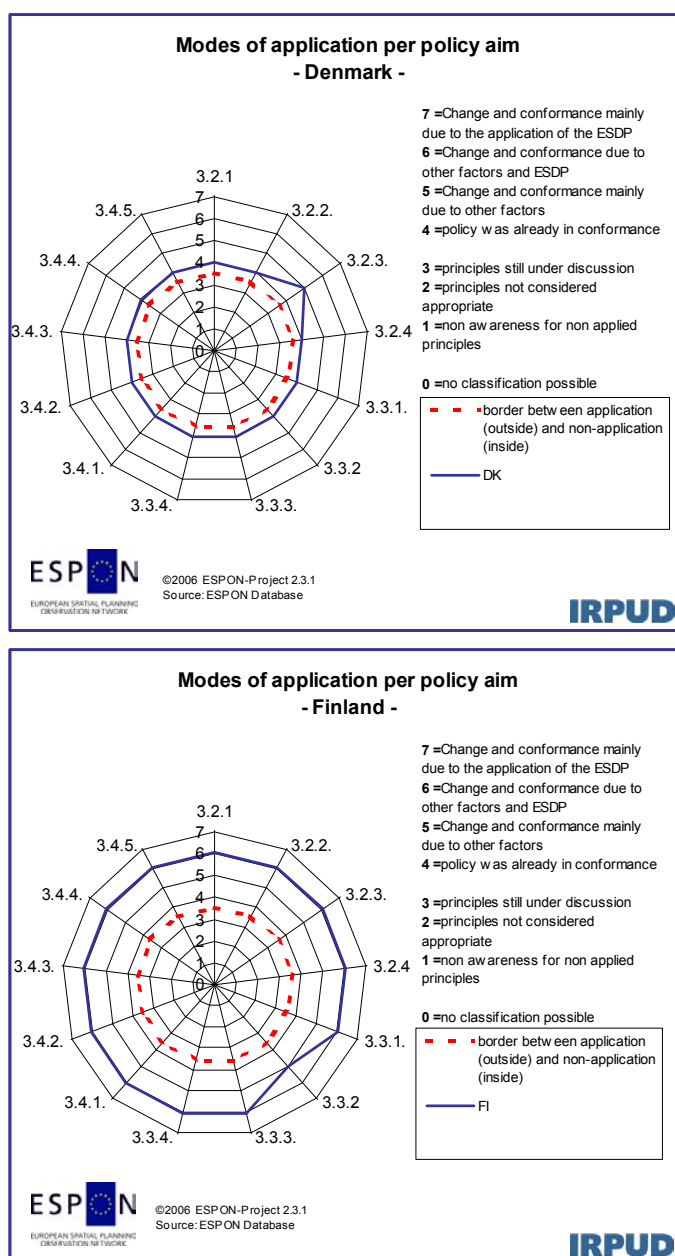 Modes of application per policy aim
- Denmark -
7 =Change and conformance mainly
due to the application of the ESDP
6 =Change and conformance due to
other factors and ESDP
5 =Change and conformance mainly
due to other factors
4 =policy was already in conformance
3 =principles still under discussion
2 =principles not considered
appropriate
1 =non awareness for non applied
principles
0 =no classification possible
border between application
(outside) and non-application
(inside)
DK
3.2.1
3.2.2.
3.2.3.
3.2.4
3.3.1.
3.3.2
3.3.3.
3.3.4.
3.4.1.
3.4.2.
3.4.3.
3.4.4.
3.4.5.
7
6
5
4
3
2
1
0
ESPON
EUROPEAN SPATIAL PLANNING
OBSERVATION NETWORK
©2006 ESPON-Project 2.3.1
Source: ESPON Database
IRPUD
Modes of application per policy aim
- Finland -
7 =Change and conformance mainly
due to the application of the ESDP
6 =Change and conformance due to
other factors and ESDP
5 =Change and conformance mainly
due to other factors
4 =policy was already in conformance
3 =principles still under discussion
2 =principles not considered
appropriate
1 =non awareness for non applied
principles
0 =no classification possible
border between application
(outside) and non-application
(inside)
FI
3.2.1
3.2.2.
3.2.3.
3.2.4
3.3.1.
3.3.2
3.3.3.
3.3.4.
3.4.1.
3.4.2.
3.4.3.
3.4.4.
3.4.5.
7
6
5
4
3
2
1
0
ESPON
EUROPEAN SPATIAL PLANNING
OBSERVATION NETWORK
©2006 ESPON-Project 2.3.1
Source: ESPON Database
IRPUD